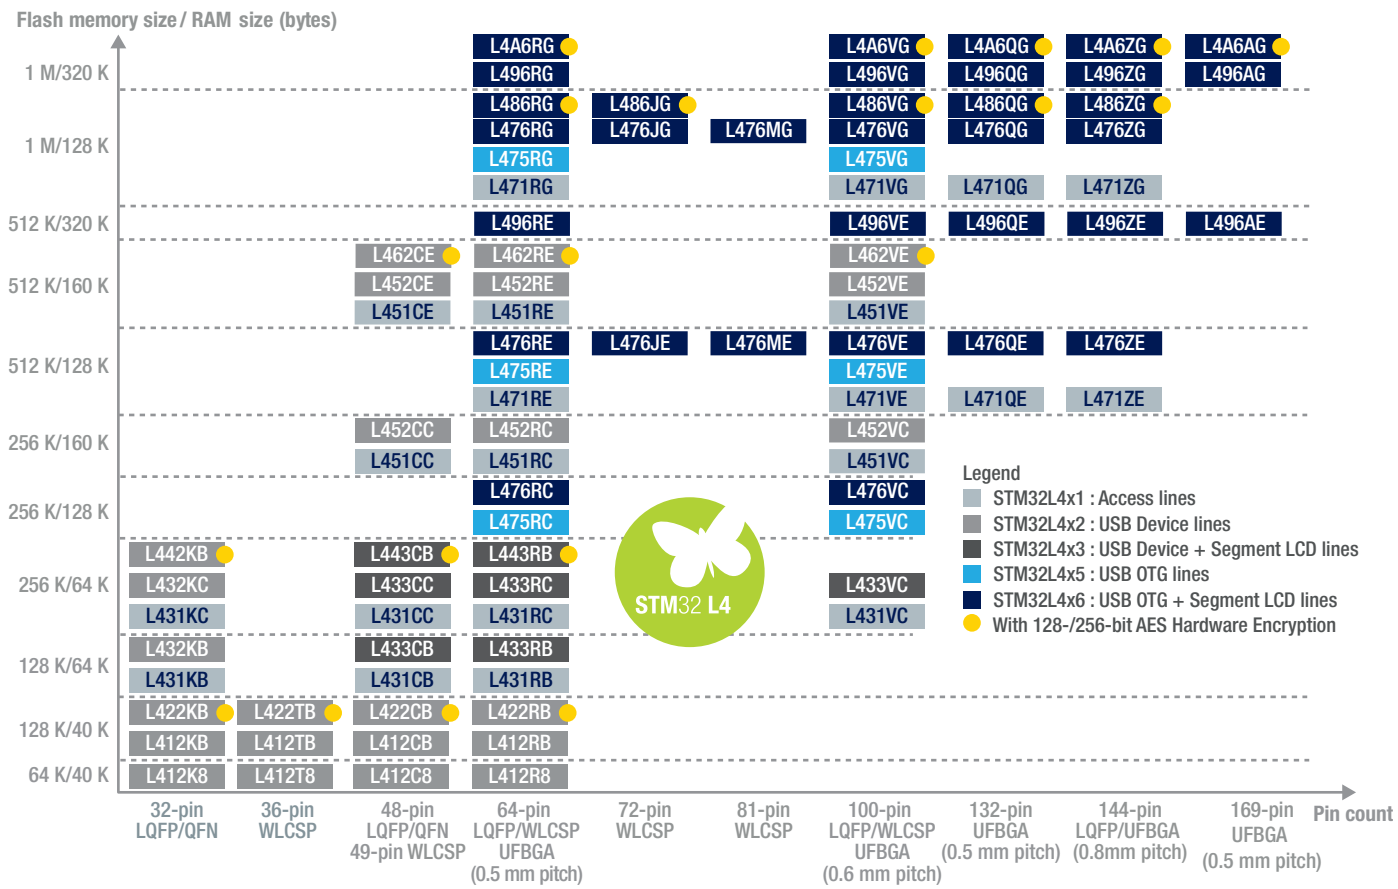 Flash memory size / RAM size (bytes)
L4A6RG L4A6VG L4A6QG L4A6ZG L4A6AG
1 M/320 K
L496RG L496VG L496QG L496ZG L496AG
L486RG L486JG L486VG L486QG L486ZG
L476RG L476JG L476MG L476VG L476QG L476ZG
1 M/128 K
L475RG L475VG
L471RG L471VG L471QG L471ZG
512 K/320 K L496RE L496VE L496QE L496ZE L496AE
L462CE L462RE L462VE
512 K/160 K L452CE L452RE L452VE
L451CE L451RE L451VE
L476RE L476JE L476ME L476VE L476QE L476ZE
512 K/128 K L475RE L475VE
L471RE L471VE L471QE L471ZE
L452CC L452RC L452VC
256 K/160 K
L451CC L451RC L451VC
L476RC L476VC
256 K/128 K
L475RC L475VC
L442KB L443CB L443RB
256 K/64 K L432KC L433CC L433RC L433VC
L431KC L431CC L431RC L431VC
L432KB L433CB L433RB
128 K/64 K
L431KB L431CB L431RB
L422KB L422TB L422CB L422RB
128 K/40 K
L412KB L412TB L412CB L412RB
64 K/40 K L412K8 L412T8 L412C8 L412R8
STM32 L4
Legend
STM32L4x1 : Access lines
STM32L4x2 : USB Device lines
STM32L4x3 : USB Device + Segment LCD lines
STM32L4x5 : USB OTG lines
STM32L4x6 : USB OTG + Segment LCD lines
With 128-/256-bit AES Hardware Encryption
32-pin
LQFP/QFN
36-pin
WLCSP
48-pin
LQFP/QFN
49-pin WLCSP
64-pin
LQFP/WLCSP
UFBGA
(0.5 mm pitch)
72-pin
WLCSP
81-pin
WLCSP
100-pin
LQFP/WLCSP
UFBGA
(0.6 mm pitch)
132-pin
UFBGA
(0.5 mm pitch)
144-pin
LQFP/UFBGA
(0.8mm pitch)
169-pin
UFBGA
(0.5 mm pitch)
Pin count